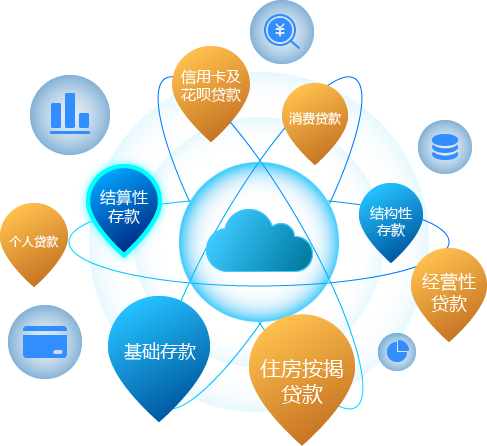 信用卡及
花呗贷款
消费贷款
结算性
存款
结构性
存款
个人贷款
经营性
贷款
基础存款
住房按揭
贷款